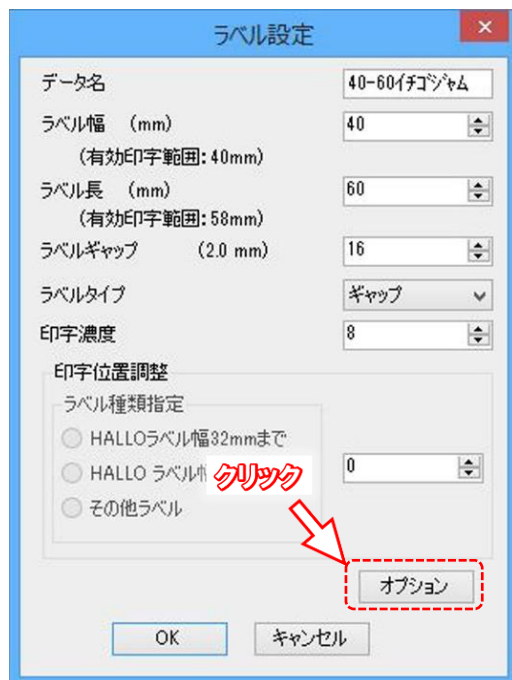 ラベル設定
データ名 40-60イチゴジャム
ラベル幅 (mm) 40
(有効印字範囲:40mm)
ラベル長 (mm) 60
(有効印字範囲:58mm)
ラベルギャップ (2.0 mm) 16
ラベルタイプ ギャップ
印字濃度 8
印字位置調整
ラベル種類指定
HALLOラベル幅32mmまで
HALLO ラベル
クリック
0
その他ラベル
オプション
OK キャンセル